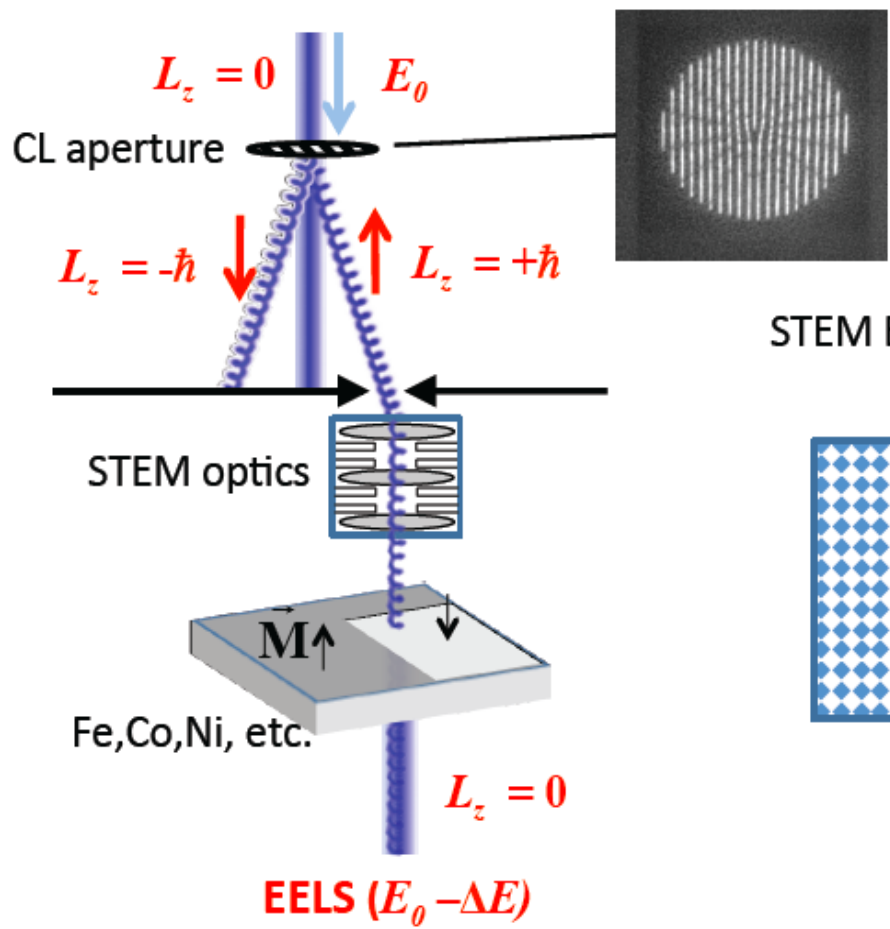 L_z = 0
E_0
CL aperture
L_z = -ħ
L_z = +ħ
STEM
STEM optics
M
Fe,Co,Ni, etc.
L_z = 0
EELS (E_0 –ΔE)